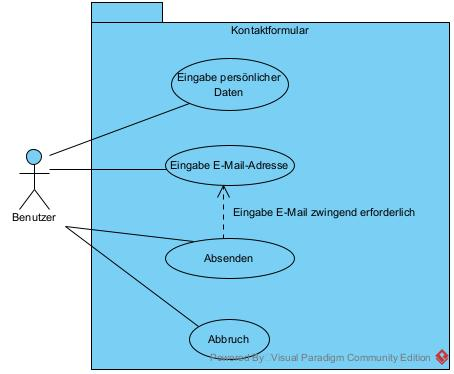 Kontaktformular
Eingabe persönlicher
Daten
Eingabe E-Mail-Adresse
Benutzer
Eingabe E-Mail zwingend erforderlich
Absenden
Abbruch
Powered By Visual Paradigm Community Edition